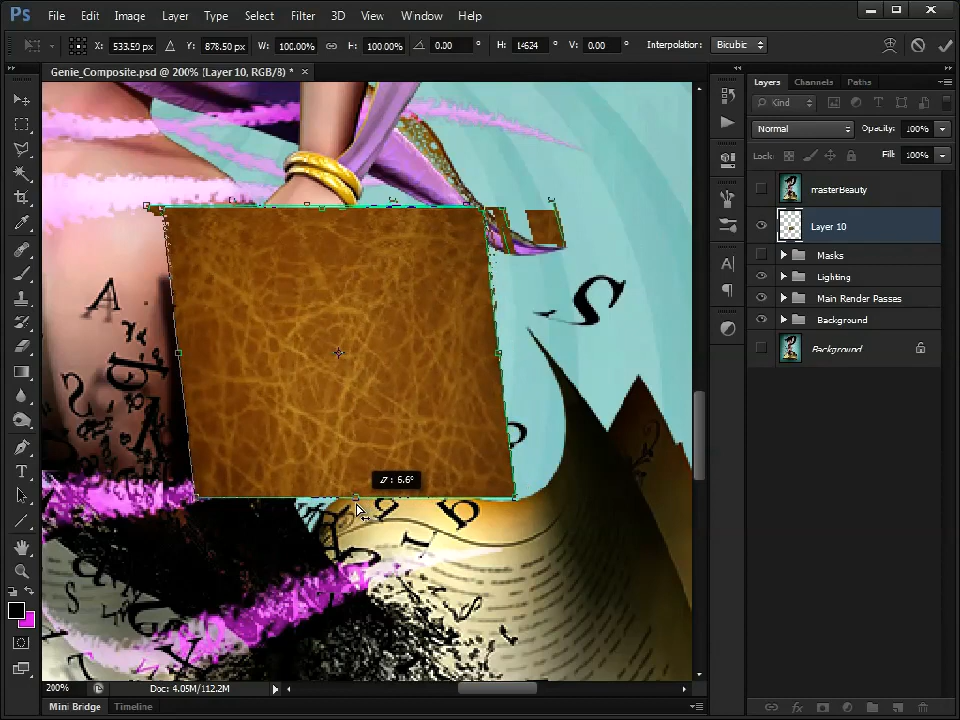 Ps File Edit Image Layer Type Select Filter 3D View Window Help
X: 533.50 px Y: 878.50 px W: 100.00% H: 100.00% 0.00 ° H: 14624 V: 0.00 ° Interpolation: Bicubic
Genie_Composite.psd @ 200% (Layer 10, RGB/8) * ×
Layers Channels Paths
Kind
Normal Opacity: 100%
Lock: Fill: 100%
masterBeauty
Layer 10
Masks
Lighting
Main Render Passes
Background
Background
: 6.6°
200% Doc: 4.05M/112.2M
Mini Bridge Timeline